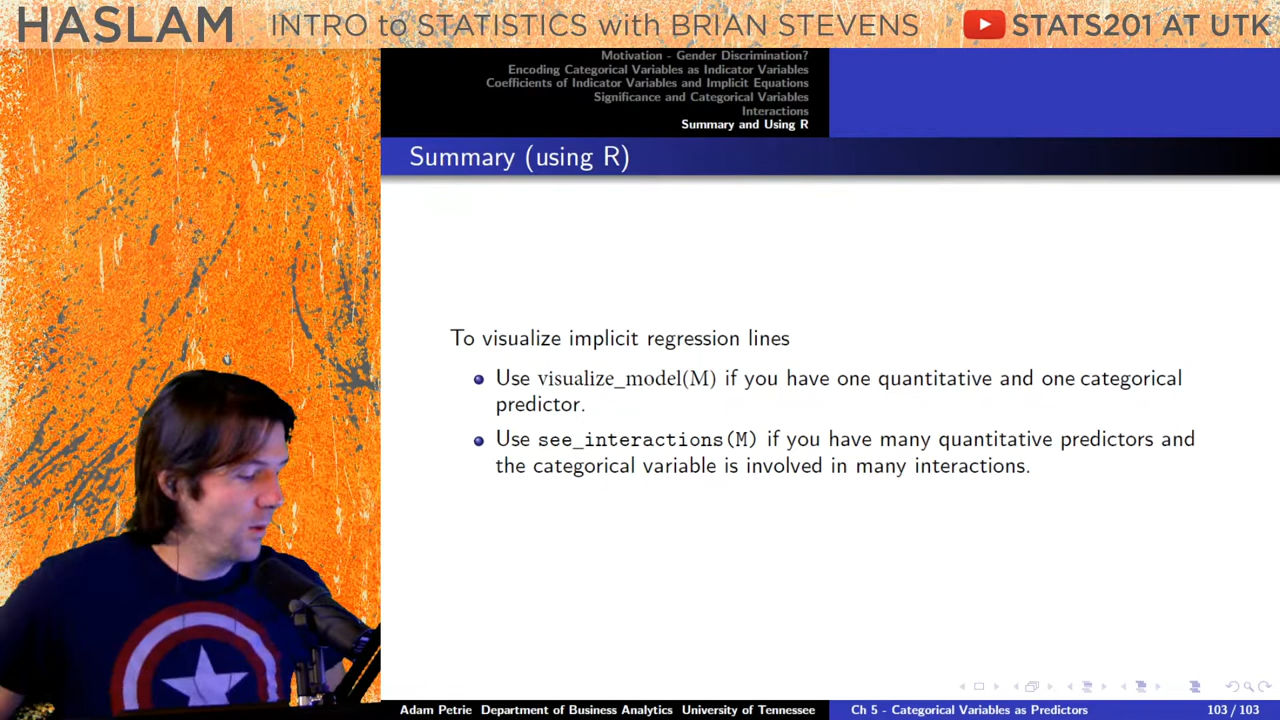 HASLAM INTRO to STATISTICS with BRIAN STEVENS STATS201 AT UTK
Motivation - Gender Discrimination?
Encoding Categorical Variables as Indicator Variables
Coefficients of Indicator Variables and Implicit Equations
Significance and Categorical Variables
Interactions
Summary and Using R
Summary (using R)
To visualize implicit regression lines
Use visualize_model(M) if you have one quantitative and one categorical
predictor.
Use see_interactions(M) if you have many quantitative predictors and
the categorical variable is involved in many interactions.
Adam Petrie Department of Business Analytics University of Tennessee Ch 5 - Categorical Variables as Predictors 103 / 103